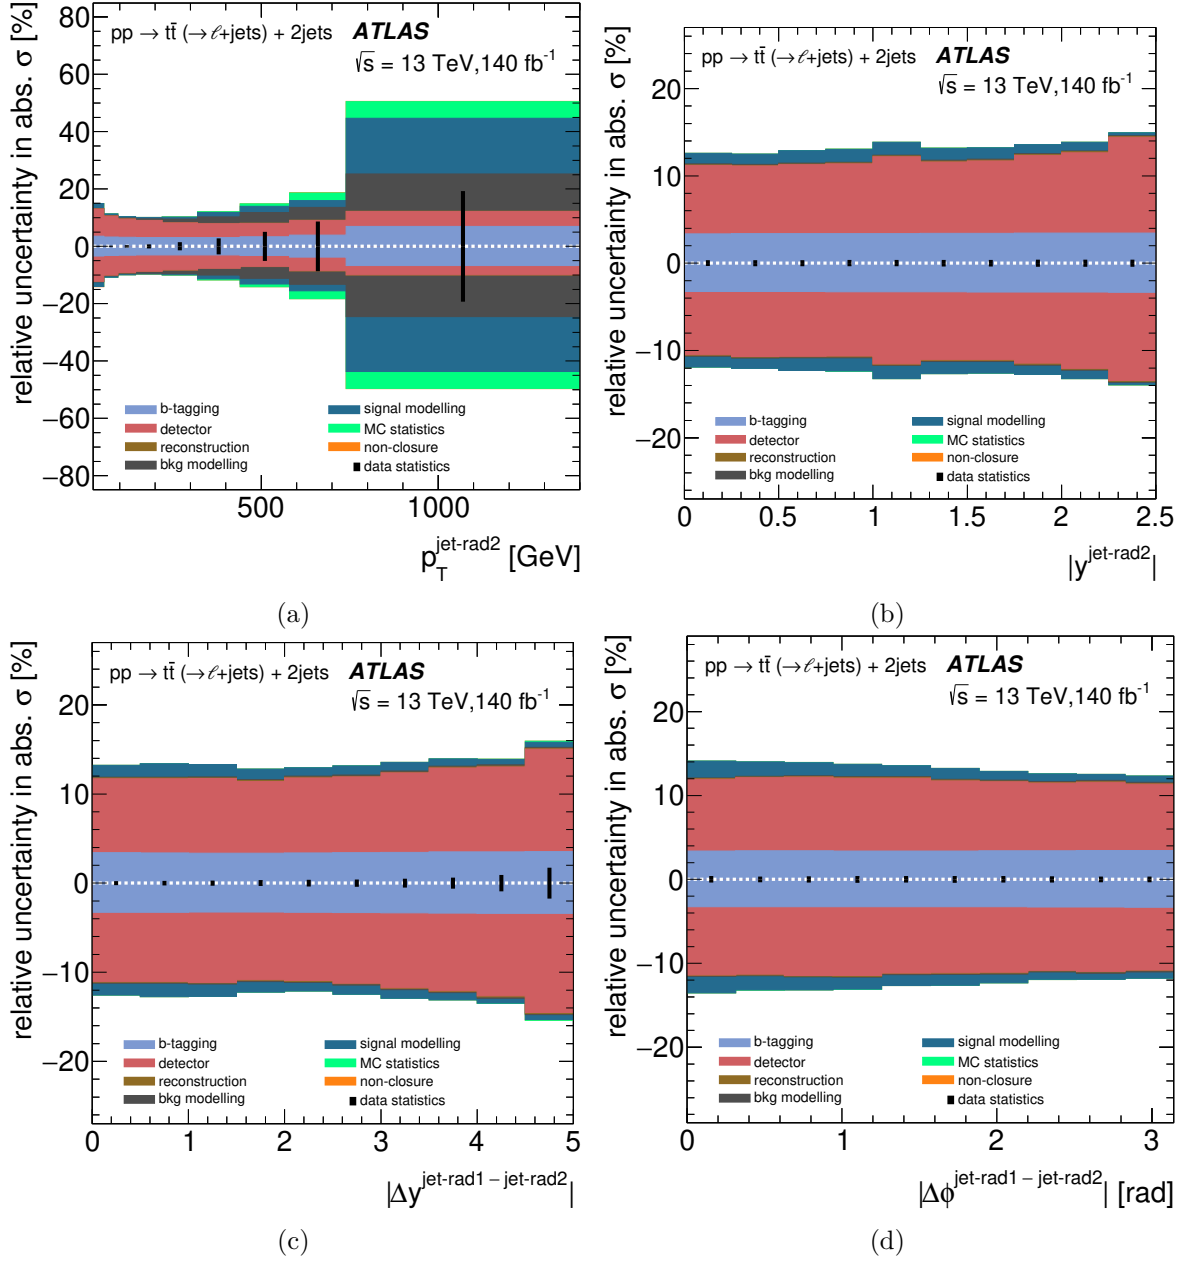 relative uncertainty in abs. σ [%]
pp → tt̄ (→ℓ+jets) + 2jets ATLAS
√s = 13 TeV,140 fb⁻¹
80
60
40
20
0
−20
−40
−60
−80
b-tagging
detector
reconstruction
bkg modelling
signal modelling
MC statistics
non-closure
data statistics
500 1000
p_T^jet-rad2 [GeV]
(a)
relative uncertainty in abs. σ [%]
pp → tt̄ (→ℓ+jets) + 2jets ATLAS
√s = 13 TeV,140 fb⁻¹
20
10
0
−10
−20
b-tagging
detector
reconstruction
bkg modelling
signal modelling
MC statistics
non-closure
data statistics
0 0.5 1 1.5 2 2.5
|y^jet-rad2|
(b)
relative uncertainty in abs. σ [%]
pp → tt̄ (→ℓ+jets) + 2jets ATLAS
√s = 13 TeV,140 fb⁻¹
20
10
0
−10
−20
b-tagging
detector
reconstruction
bkg modelling
signal modelling
MC statistics
non-closure
data statistics
0 1 2 3 4 5
|Δy^jet-rad1 − jet-rad2|
(c)
relative uncertainty in abs. σ [%]
pp → tt̄ (→ℓ+jets) + 2jets ATLAS
√s = 13 TeV,140 fb⁻¹
20
10
0
−10
−20
b-tagging
detector
reconstruction
bkg modelling
signal modelling
MC statistics
non-closure
data statistics
0 1 2 3
|Δϕ^jet-rad1 − jet-rad2| [rad]
(d)